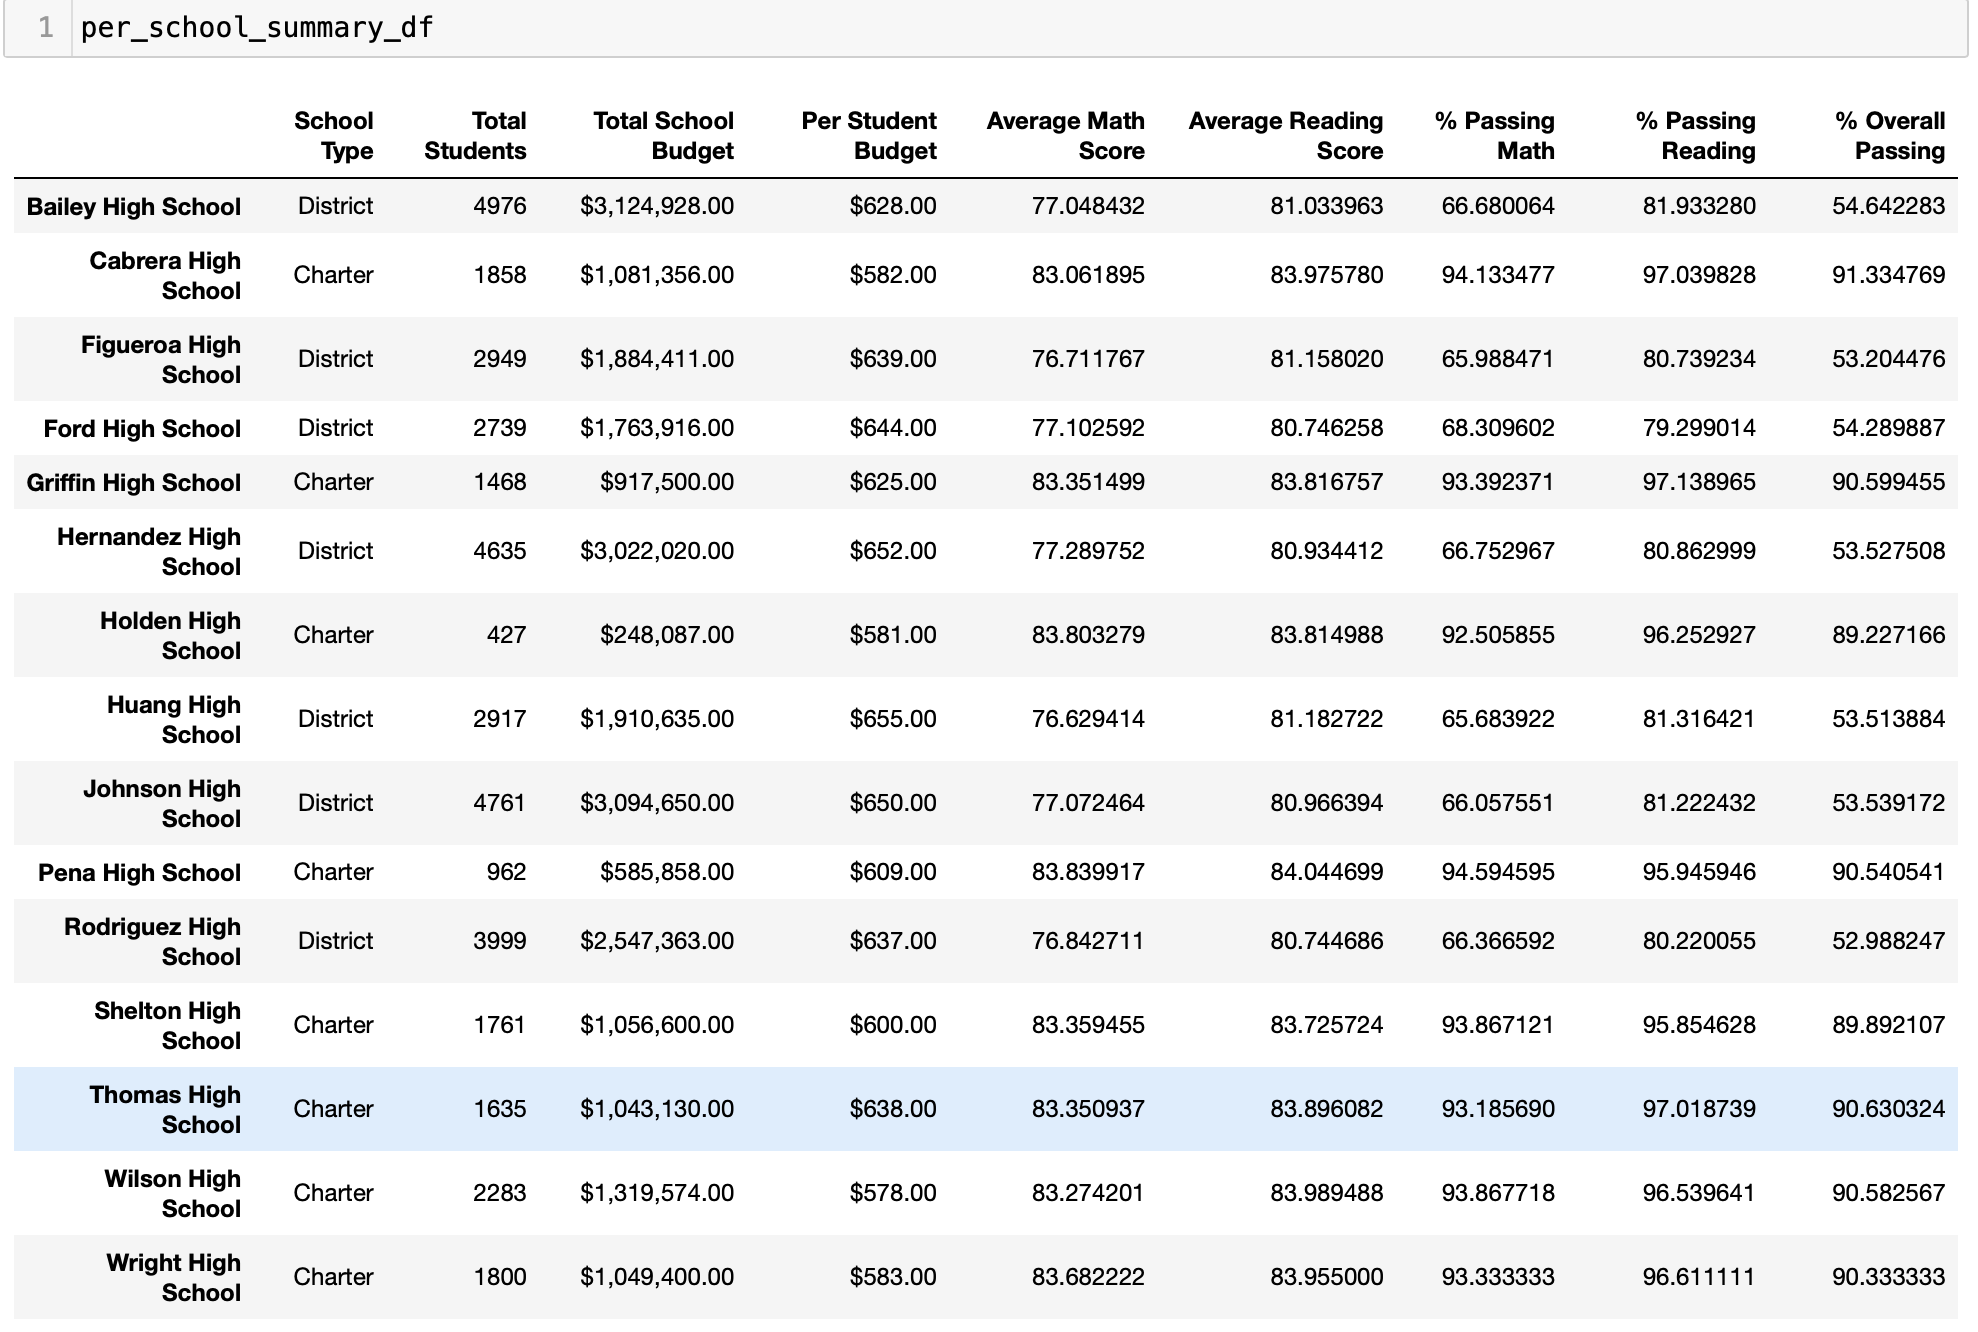 1 per_school_summary_df
School Type Total Students Total School Budget Per Student Budget Average Math Score Average Reading Score % Passing Math % Passing Reading % Overall Passing
Bailey High School District 4976 $3,124,928.00 $628.00 77.048432 81.033963 66.680064 81.933280 54.642283
Cabrera High School Charter 1858 $1,081,356.00 $582.00 83.061895 83.975780 94.133477 97.039828 91.334769
Figueroa High School District 2949 $1,884,411.00 $639.00 76.711767 81.158020 65.988471 80.739234 53.204476
Ford High School District 2739 $1,763,916.00 $644.00 77.102592 80.746258 68.309602 79.299014 54.289887
Griffin High School Charter 1468 $917,500.00 $625.00 83.351499 83.816757 93.392371 97.138965 90.599455
Hernandez High School District 4635 $3,022,020.00 $652.00 77.289752 80.934412 66.752967 80.862999 53.527508
Holden High School Charter 427 $248,087.00 $581.00 83.803279 83.814988 92.505855 96.252927 89.227166
Huang High School District 2917 $1,910,635.00 $655.00 76.629414 81.182722 65.683922 81.316421 53.513884
Johnson High School District 4761 $3,094,650.00 $650.00 77.072464 80.966394 66.057551 81.222432 53.539172
Pena High School Charter 962 $585,858.00 $609.00 83.839917 84.044699 94.594595 95.945946 90.540541
Rodriguez High School District 3999 $2,547,363.00 $637.00 76.842711 80.744686 66.366592 80.220055 52.988247
Shelton High School Charter 1761 $1,056,600.00 $600.00 83.359455 83.725724 93.867121 95.854628 89.892107
Thomas High School Charter 1635 $1,043,130.00 $638.00 83.350937 83.896082 93.185690 97.018739 90.630324
Wilson High School Charter 2283 $1,319,574.00 $578.00 83.274201 83.989488 93.867718 96.539641 90.582567
Wright High School Charter 1800 $1,049,400.00 $583.00 83.682222 83.955000 93.333333 96.611111 90.333333